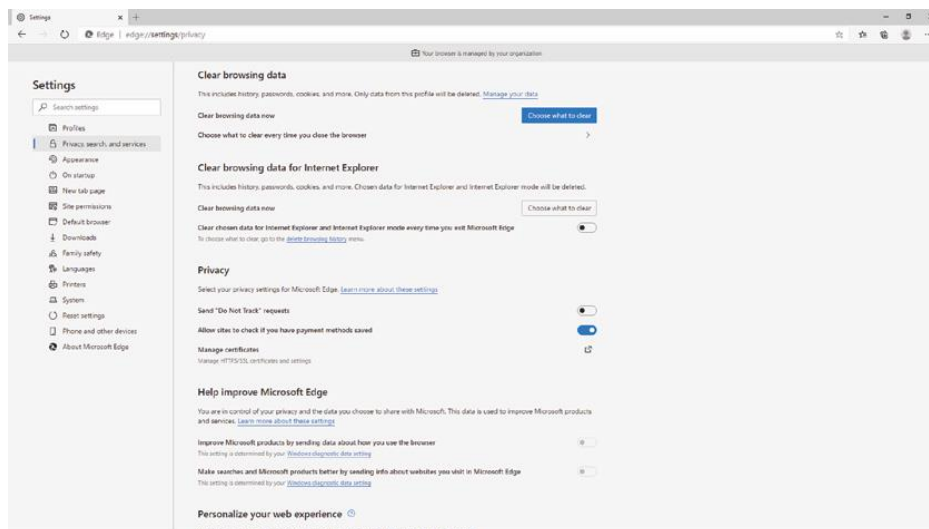 Settings
Edge | edge://settings/privacy
Your browser is managed by your organization
Settings
Search settings
Profiles
Privacy, search, and services
Appearance
On startup
New tab page
Site permissions
Default browser
Downloads
Family safety
Languages
Printers
System
Reset settings
Phone and other devices
About Microsoft Edge
Clear browsing data
This includes history, passwords, cookies, and more. Only data from this profile will be deleted. Manage your data
Clear browsing data now
Choose what to clear
Choose what to clear every time you close the browser
Clear browsing data for Internet Explorer
This includes history, passwords, cookies, and more. Chosen data for Internet Explorer and Internet Explorer mode will be deleted.
Clear browsing data now
Choose what to clear
Clear chosen data for Internet Explorer and Internet Explorer mode every time you exit Microsoft Edge
To choose what to clear, go to the delete browsing history menu.
Privacy
Select your privacy settings for Microsoft Edge. Learn more about these settings
Send "Do Not Track" requests
Allow sites to check if you have payment methods saved
Manage certificates
Manage HTTPS/SSL certificates and settings
Help improve Microsoft Edge
You are in control of your privacy and the data you choose to share with Microsoft. This data is used to improve Microsoft products
and services. Learn more about these settings
Improve Microsoft products by sending data about how you use the browser
This setting is determined by your Windows diagnostic data setting
Make searches and Microsoft products better by sending info about websites you visit in Microsoft Edge
This setting is determined by your Windows diagnostic data setting
Personalize your web experience